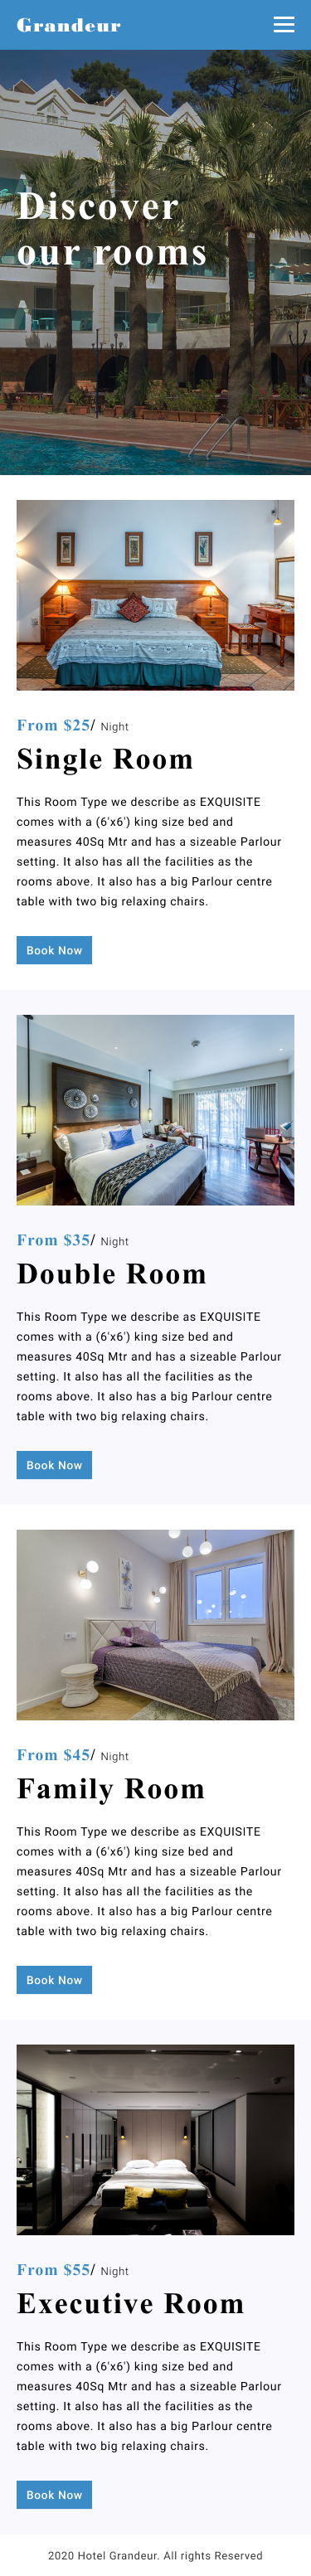 Grandeur
Discover
our rooms
From $25/ Night
Single Room
This Room Type we describe as EXQUISITE
comes with a (6'x6') king size bed and
measures 40Sq Mtr and has a sizeable Parlour
setting. It also has all the facilities as the
rooms above. It also has a big Parlour centre
table with two big relaxing chairs.
Book Now
From $35/ Night
Double Room
This Room Type we describe as EXQUISITE
comes with a (6'x6') king size bed and
measures 40Sq Mtr and has a sizeable Parlour
setting. It also has all the facilities as the
rooms above. It also has a big Parlour centre
table with two big relaxing chairs.
Book Now
From $45/ Night
Family Room
This Room Type we describe as EXQUISITE
comes with a (6'x6') king size bed and
measures 40Sq Mtr and has a sizeable Parlour
setting. It also has all the facilities as the
rooms above. It also has a big Parlour centre
table with two big relaxing chairs.
Book Now
From $55/ Night
Executive Room
This Room Type we describe as EXQUISITE
comes with a (6'x6') king size bed and
measures 40Sq Mtr and has a sizeable Parlour
setting. It also has all the facilities as the
rooms above. It also has a big Parlour centre
table with two big relaxing chairs.
Book Now
2020 Hotel Grandeur. All rights Reserved